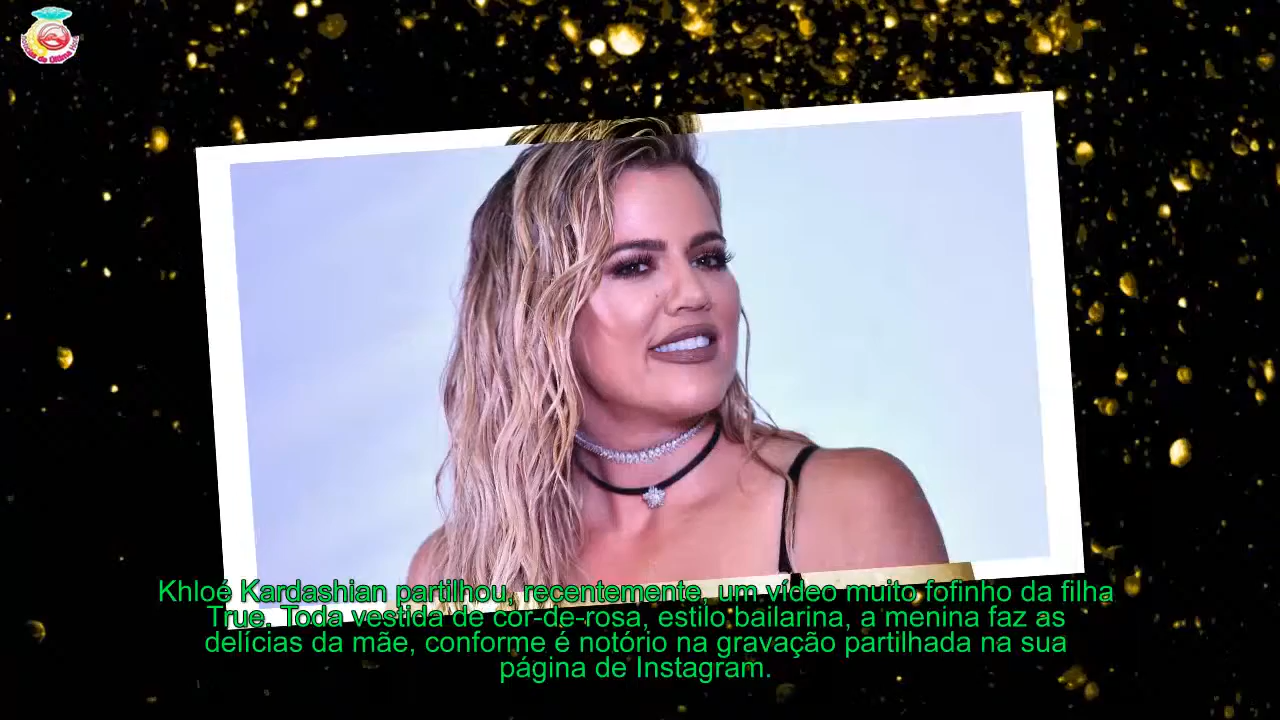 Khloé Kardashian partilhou, recentemente, um vídeo muito fofinho da filha
True. Toda vestida de cor-de-rosa, estilo bailarina, a menina faz as
delícias da mãe, conforme é notório na gravação partilhada na sua
página de Instagram.